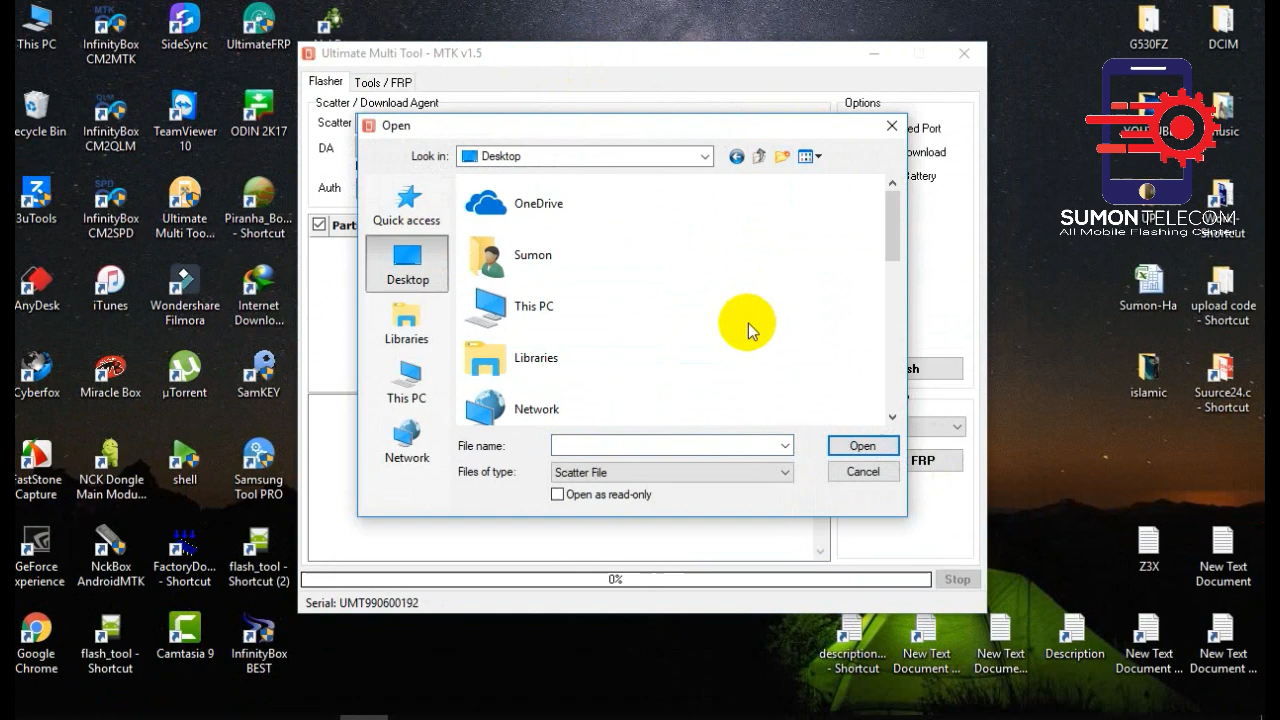 This PC
InfinityBox
CM2MTK
SideSync
UltimateFRP
G530FZ
DCIM
Recycle Bin
InfinityBox
CM2QLM
TeamViewer
10
ODIN 2K17
3uTools
InfinityBox
CM2SPD
Ultimate
Multi Too...
Piranha_Bo...
- Shortcut
AnyDesk
iTunes
Wondershare
Filmora
Internet
Downlo...
Cyberfox
Miracle Box
µTorrent
SamKEY
FastStone
Capture
NCK Dongle
Main Modu...
shell
Samsung
Tool PRO
GeForce
Experience
NckBox
AndroidMTK
FactoryDo...
- Shortcut
flash_tool -
Shortcut (2)
Google
Chrome
flash_tool -
Shortcut
Camtasia 9
InfinityBox
BEST
Ultimate Multi Tool - MTK v1.5
Flasher
Tools / FRP
Scatter / Download Agent
Options
Scatter
DA
Auth
ed Port
ownload
attery
Part
sh
FRP
Open
Look in:
Desktop
Quick access
Desktop
Libraries
This PC
Network
OneDrive
Sumon
This PC
Libraries
Network
File name:
Open
Files of type:
Scatter File
Cancel
Open as read-only
0%
Stop
Serial: UMT990600192
SUMON TELECOM
All Mobile Flashing Center
Sumon-Ha
upload code
- Shortcut
islamic
Suurce24.c
- Shortcut
Z3X
New Text
Document
description...
- Shortcut
New Text
Document ...
New Text
Docume...
Description
New Text
Document ...
New Text
Document ...